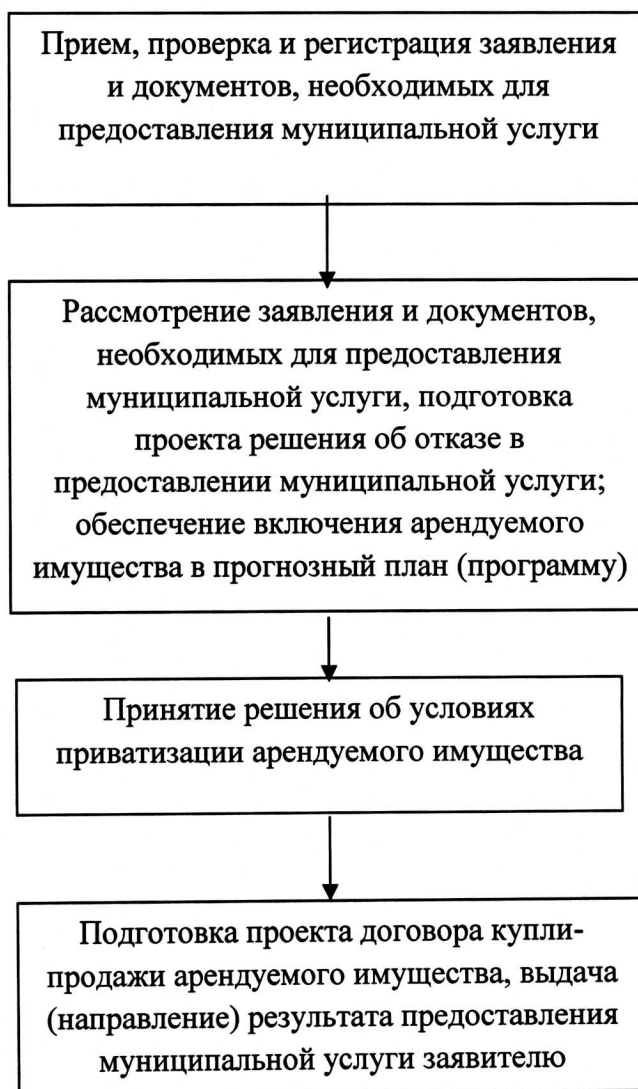 Прием, проверка и регистрация заявления
и документов, необходимых для
предоставления муниципальной услуги
Рассмотрение заявления и документов,
необходимых для предоставления
муниципальной услуги, подготовка
проекта решения об отказе в
предоставлении муниципальной услуги;
обеспечение включения арендуемого
имущества в прогнозный план (программу)
Принятие решения об условиях
приватизации арендуемого имущества
Подготовка проекта договора купли-
продажи арендуемого имущества, выдача
(направление) результата предоставления
муниципальной услуги заявителю